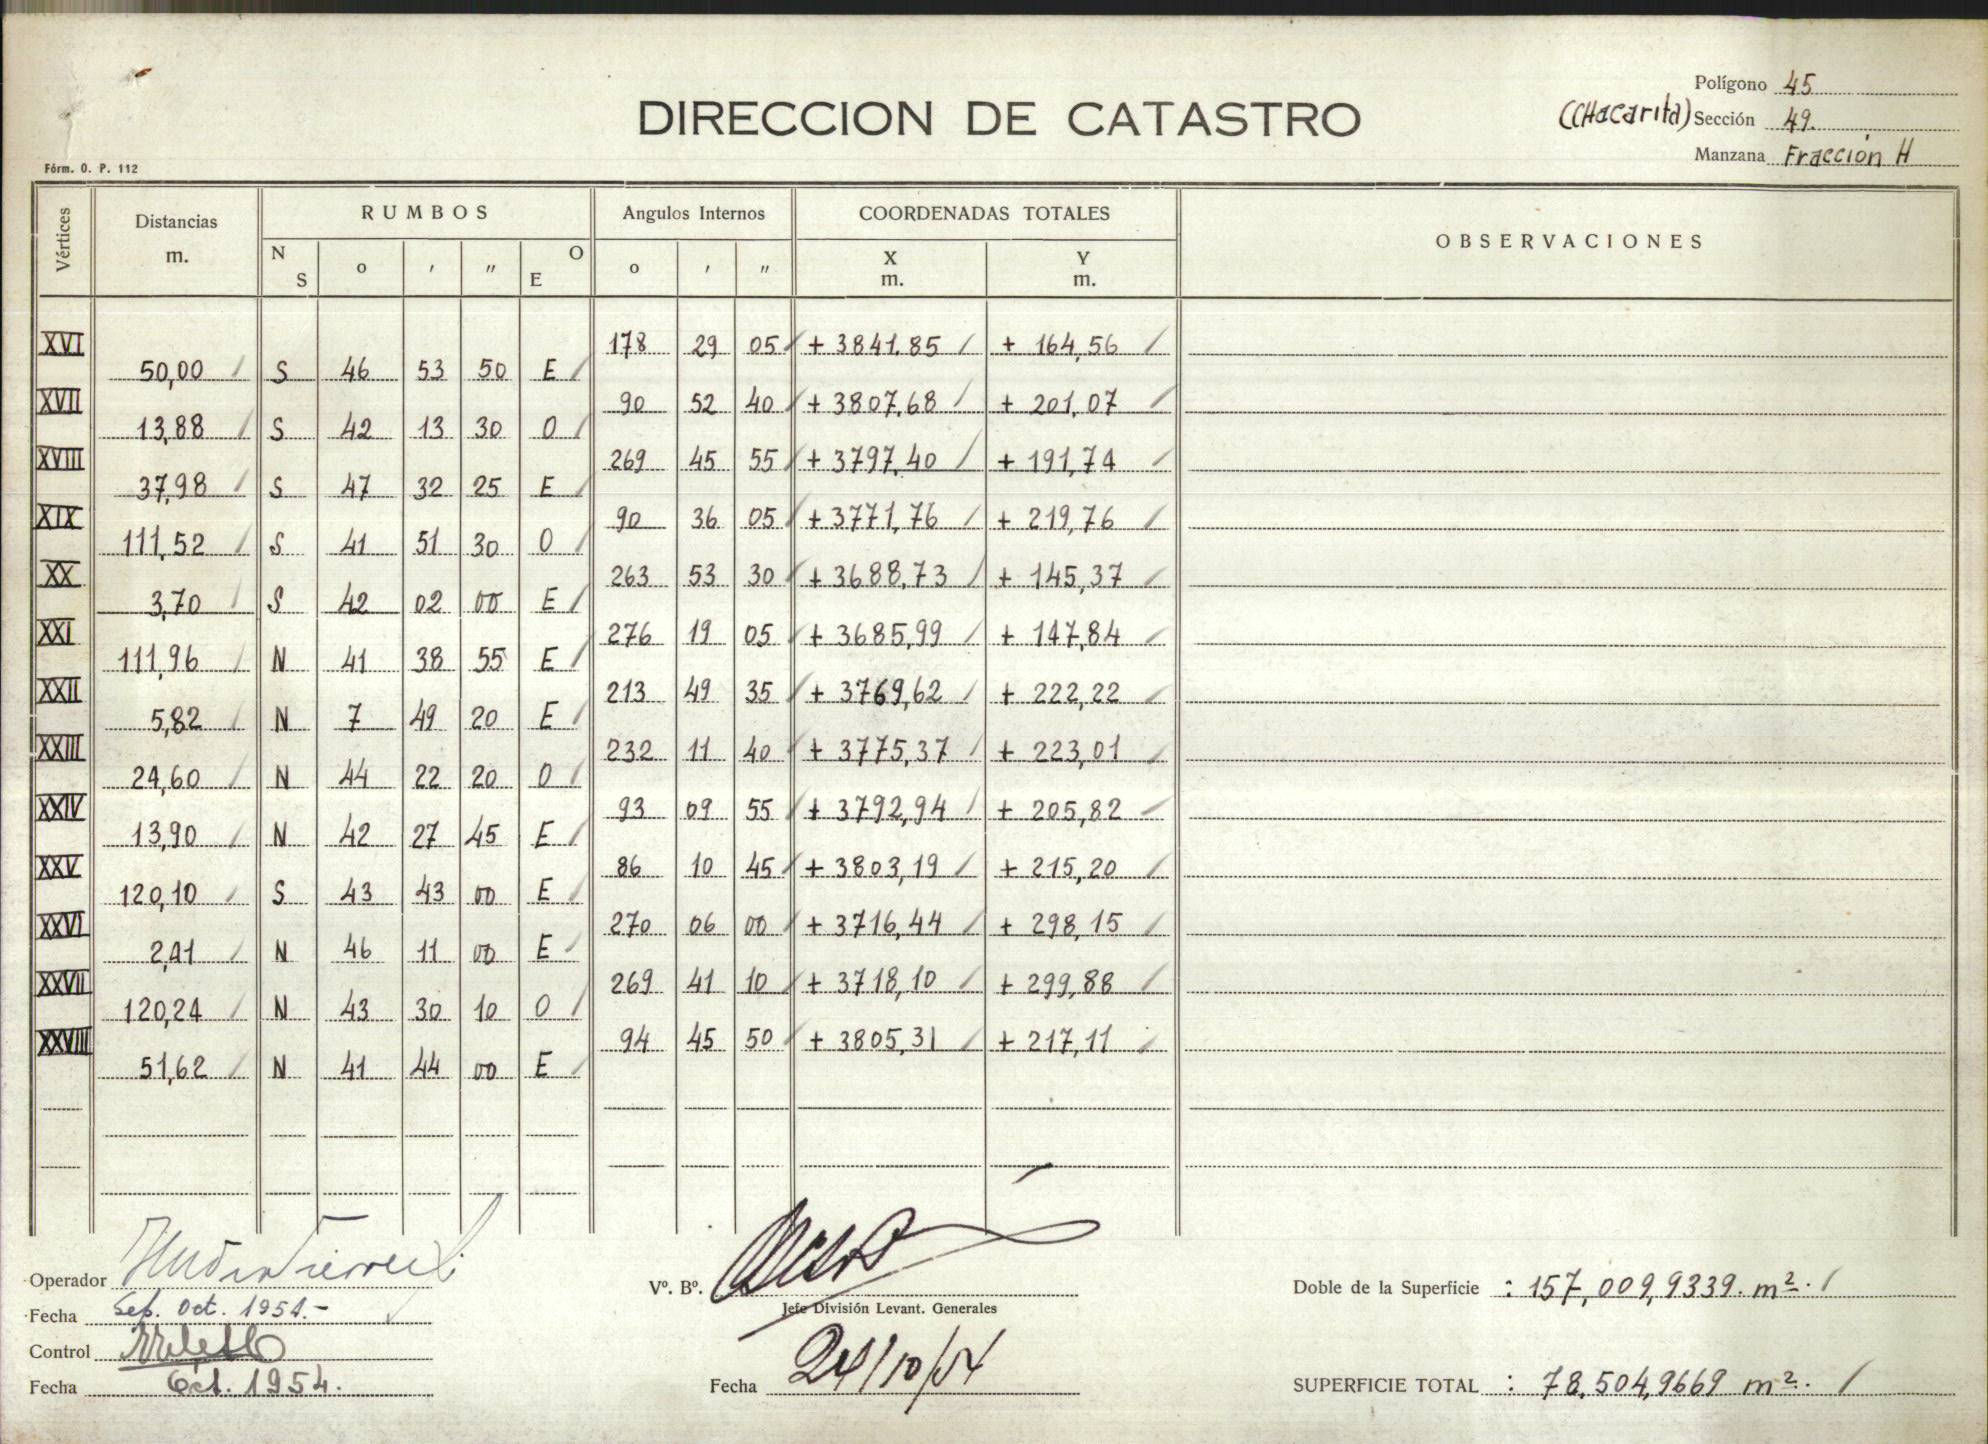 Polígono 45
DIRECCION DE CATASTRO
(CHacarita) Sección 49.
Manzana Fracción H
Fórm. O. P. 112
Vértices Distancias m. RUMBOS Angulos Internos COORDENADAS TOTALES OBSERVACIONES
N S o ′ ″ O E o ′ ″ X m. Y m.
XVI 178 29 05 + 3841,85 + 164,56
50,00 S 46 53 50 E
XVII 90 52 40 + 3807,68 + 201,07
13,88 S 42 13 30 O
XVIII 269 45 55 + 3797,40 + 191,74
37,98 S 47 32 25 E
XIX 90 36 05 + 3771,76 + 219,76
111,52 S 41 51 30 O
XX 263 53 30 + 3688,73 + 145,37
3,70 S 42 02 00 E
XXI 276 19 05 + 3685,99 + 147,84
111,96 N 41 38 55 E
XXII 213 49 35 + 3769,62 + 222,22
5,82 N 7 49 20 E
XXIII 232 11 40 + 3775,37 + 223,01
24,60 N 44 22 20 O
XXIV 93 09 55 + 3792,94 + 205,82
13,90 N 42 27 45 E
XXV 86 10 45 + 3803,19 + 215,20
120,10 S 43 43 00 E
XXVI 270 06 00 + 3716,44 + 298,15
2,41 N 46 11 00 E
XXVII 269 41 10 + 3718,10 + 299,88
120,24 N 43 30 10 O
XXVIII 94 45 50 + 3805,31 + 217,11
51,62 N 41 44 00 E
Operador
Fecha Sep. Oct. 1954.-
Control
Fecha Oct. 1954.
Vº. Bº.
Jefe División Levant. Generales
Fecha 24/10/54
Doble de la Superficie : 157,009,9339. m².
SUPERFICIE TOTAL : 78.504,9669 m².